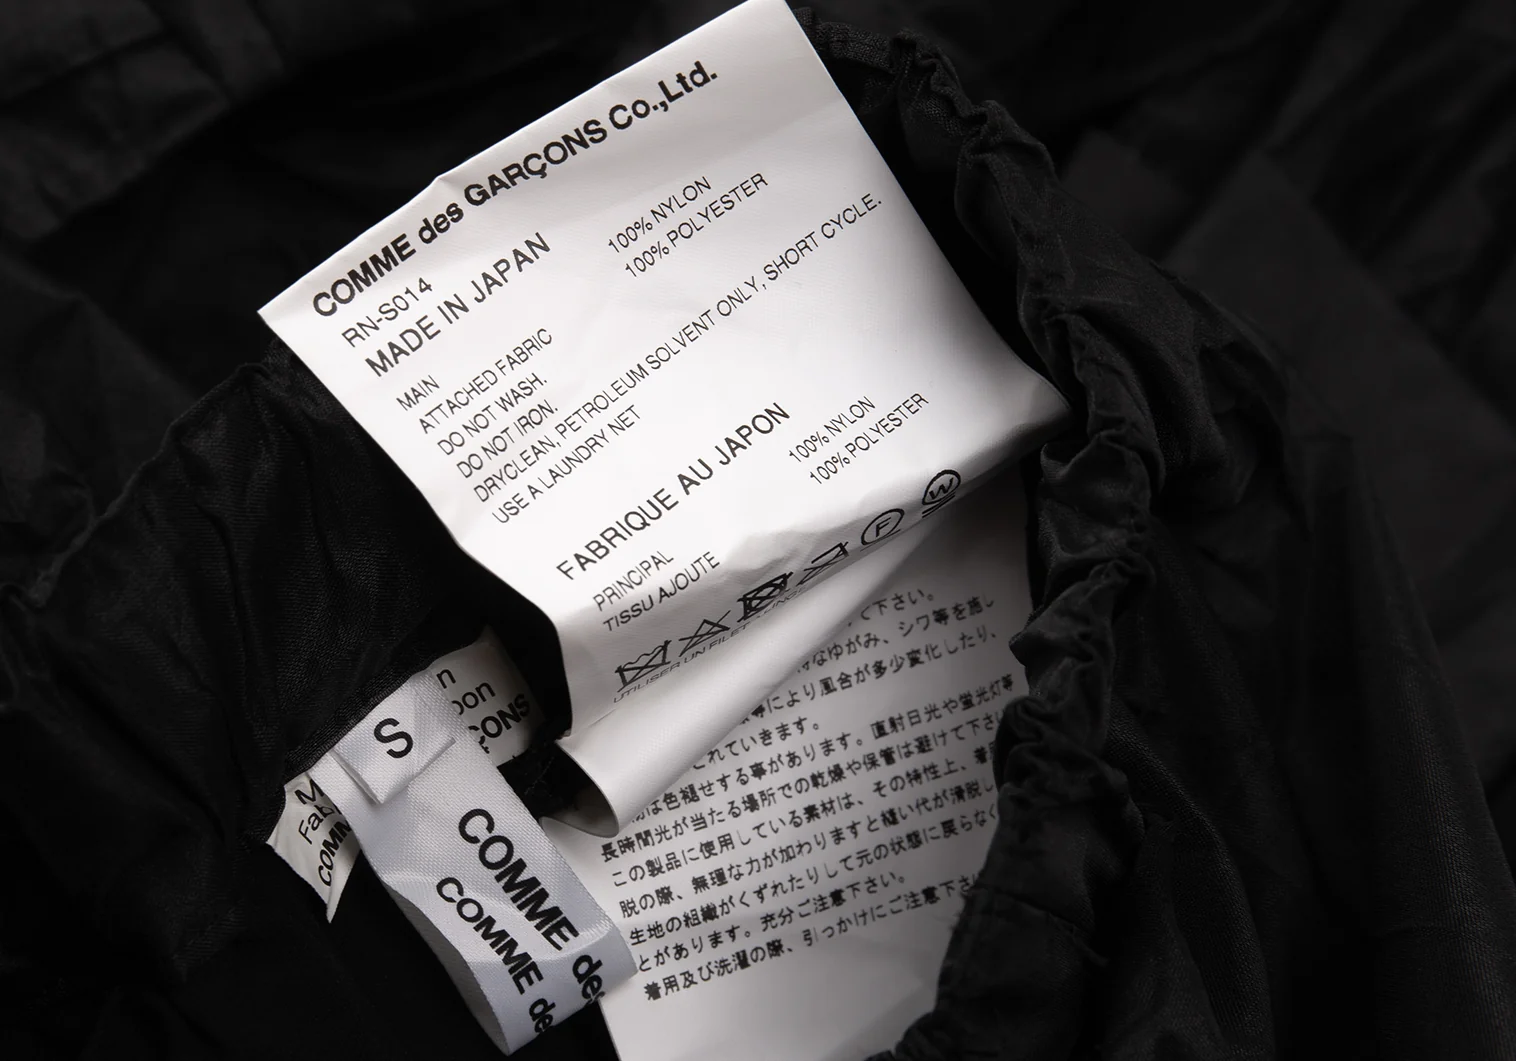 COMME des GARÇONS Co.,Ltd.
RN-S014
MADE IN JAPAN
MAIN 100% NYLON
ATTACHED FABRIC 100% POLYESTER
DO NOT WASH.
DO NOT IRON.
DRYCLEAN, PETROLEUM SOLVENT ONLY, SHORT CYCLE.
USE A LAUNDRY NET
FABRIQUE AU JAPON
PRINCIPAL 100% NYLON
TISSU AJOUTE 100% POLYESTER
F W
UTILISER UN FILET
て下さい。
なゆがみ、シワ等を施し
等により風合が多少変化したり、
れていきます。
は色褪せする事があります。直射日光や蛍光灯等
長時間光が当たる場所での乾燥や保管は避けて下さい
この製品に使用している素材は、その特性上、着用
脱の際、無理な力が加わりますと縫い代が滑脱し
生地の組織がくずれたりして元の状態に戻らなく
とがあります。充分ご注意下さい。
着用及び洗濯の際、引っかけにご注意下さ
S
COMME des
COMME de